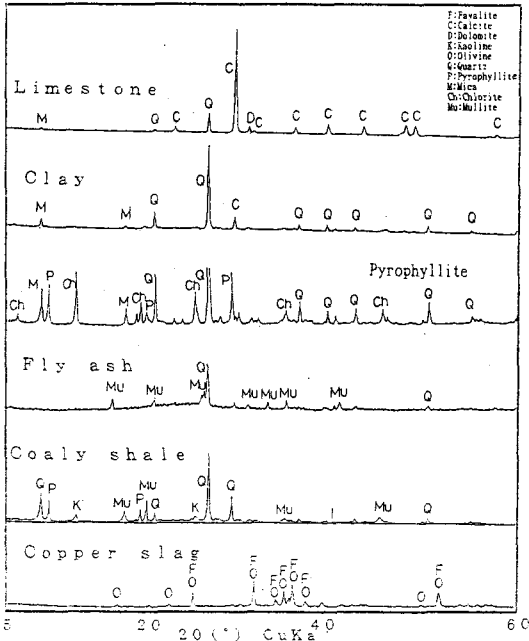 F:Fayalite
C:Calcite
D:Dolomite
K:Kaoline
O:Olivine
Q:Quartz
P:Pyrophyllite
M:Mica
Ch:Chlorite
Mu:Mullite
Limestone
M Q C Q C D C C C C C C C
Clay
M M Q Q C Q Q Q Q Q
Pyrophyllite
Ch M P Ch M Ch P Q Ch Q P Ch Q Q Q Ch Q Q
Fly ash
Mu Mu Mu Q Mu Mu Mu Mu Q
Coaly shale
Q P K Mu P Mu Q K Q Q Mu Mu Q
Copper slag
O O F O F O F O F O F O F O O F O
5 20 40 60
2θ(°) CuKa